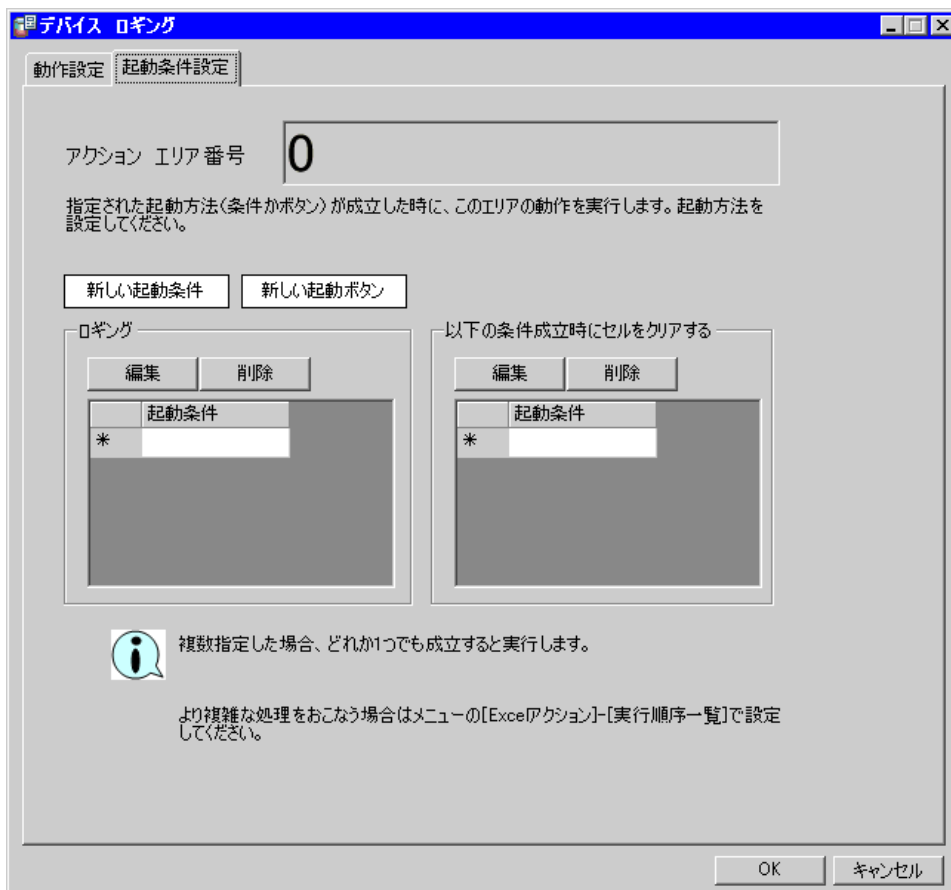 デバイス ロギング
動作設定 起動条件設定
アクション エリア番号 0
指定された起動方法(条件かボタン)が成立した時に、このエリアの動作を実行します。起動方法を
設定してください。
新しい起動条件 新しい起動ボタン
ロギング
編集 削除
起動条件
*
以下の条件成立時にセルをクリアする
編集 削除
起動条件
*
複数指定した場合、どれか1つでも成立すると実行します。
より複雑な処理をおこなう場合はメニューの[Excelアクション]-[実行順序一覧]で設定
してください。
OK キャンセル